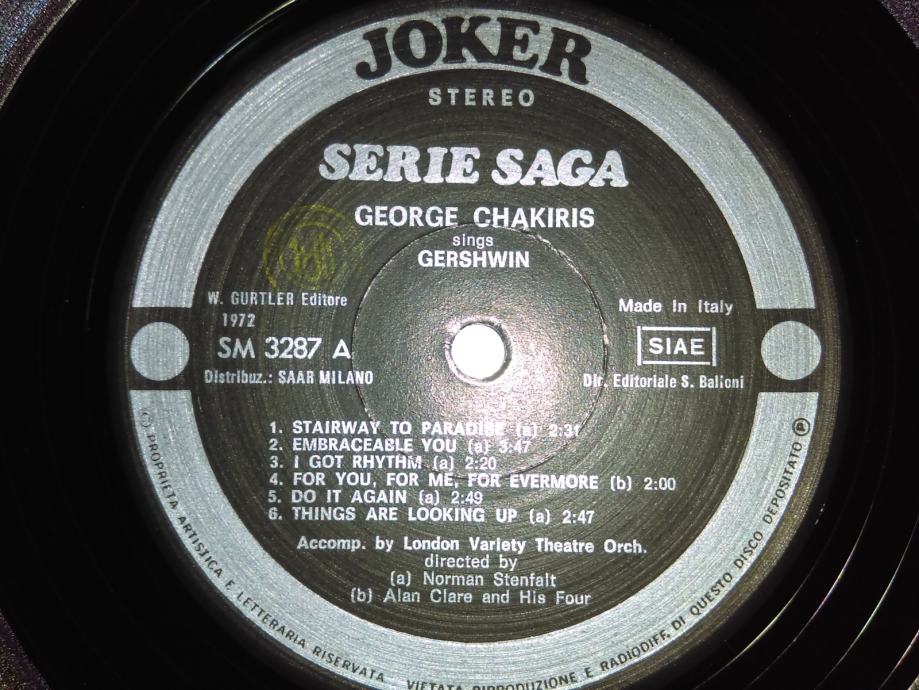 JOKER
STEREO
SERIE SAGA
GEORGE CHAKIRIS
sings
GERSHWIN
W. GURTLER Editore
1972
SM 3287 A
Distribuz.: SAAR MILANO
Made In Italy
SIAE
Dir. Editoriale S. Balloni
1. STAIRWAY TO PARADISE (a) 2:31
2. EMBRACEABLE YOU (a) 3:47
3. I GOT RHYTHM (a) 2:20
4. FOR YOU, FOR ME, FOR EVERMORE (b) 2:00
5. DO IT AGAIN (a) 2:49
6. THINGS ARE LOOKING UP (a) 2:47
Accomp. by London Variety Theatre Orch.
directed by
(a) Norman Stenfalt
(b) Alan Clare and His Four
(C) PROPRIETA ARTISTICA E LETTERARIA RISERVATA VIETATA RIPRODUZIONE E RADIODIFF. DI QUESTO DISCO DEPOSITATO Ⓟ